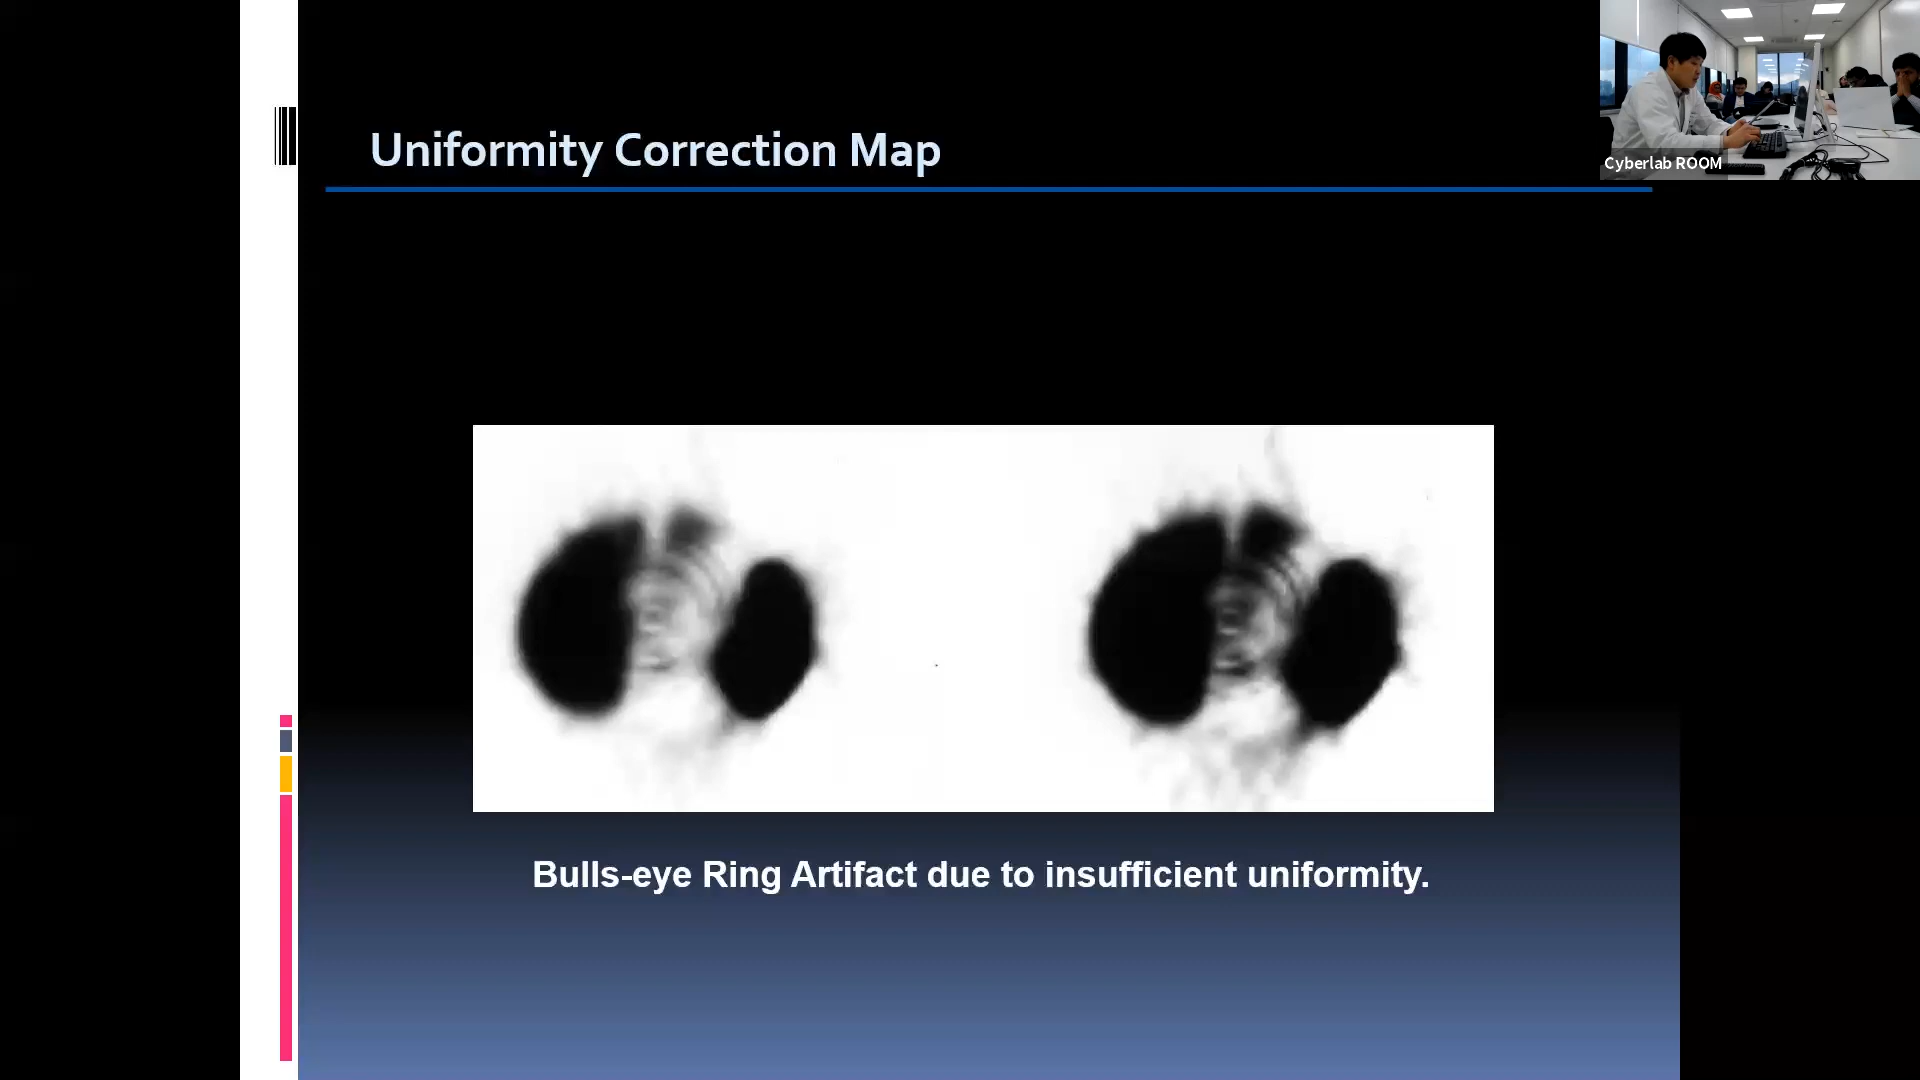 Uniformity Correction Map
Cyberlab ROOM
Bulls-eye Ring Artifact due to insufficient uniformity.